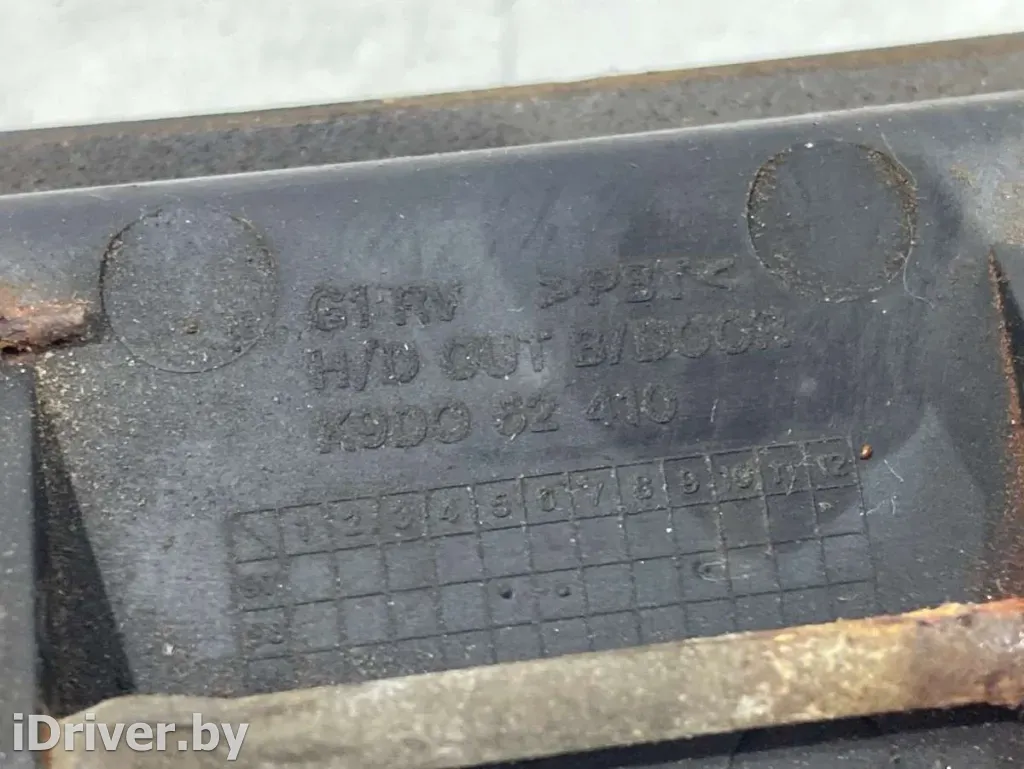 G1 RV >PBT<
H/D OUT B/DOOR
K9D0 62 410
1 2 3 4 5 6 7 8 9 10 11 12
iDriver.by